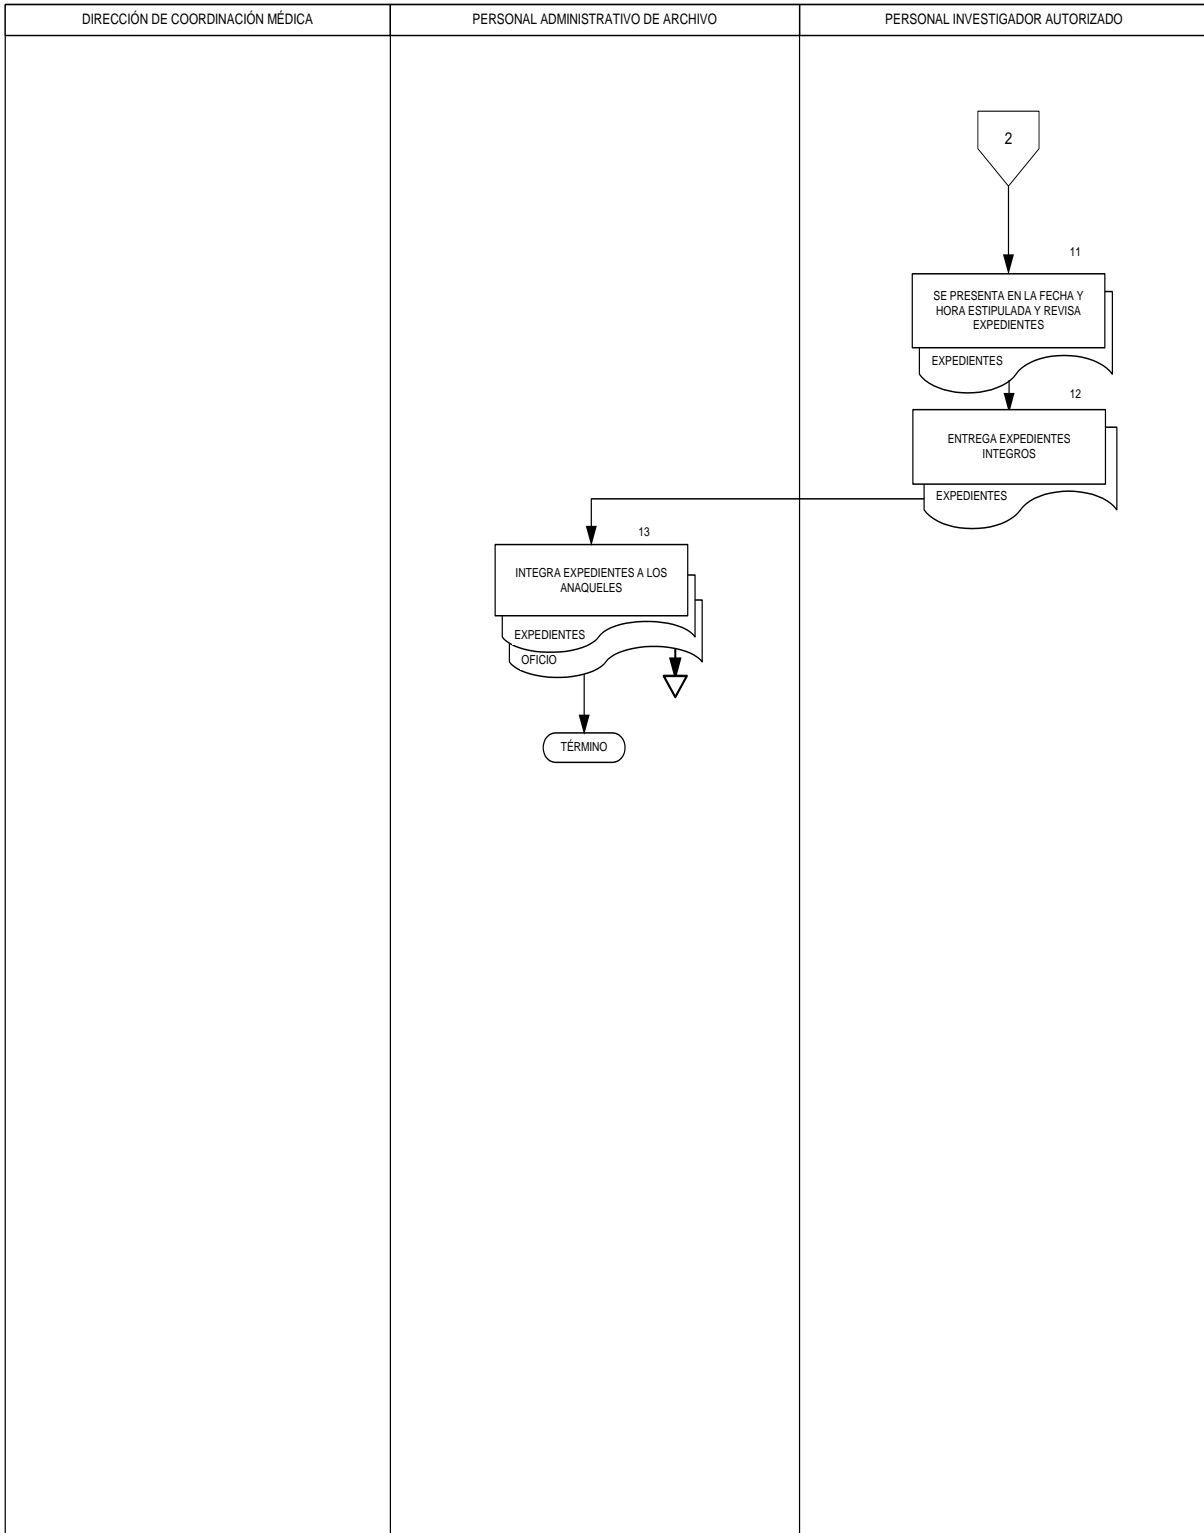 DIRECCIÓN DE COORDINACIÓN MÉDICA
PERSONAL ADMINISTRATIVO DE ARCHIVO
PERSONAL INVESTIGADOR AUTORIZADO
2
11
SE PRESENTA EN LA FECHA Y
HORA ESTIPULADA Y REVISA
EXPEDIENTES
EXPEDIENTES
12
ENTREGA EXPEDIENTES
INTEGROS
EXPEDIENTES
13
INTEGRA EXPEDIENTES A LOS
ANAQUELES
EXPEDIENTES
OFICIO
TÉRMINO